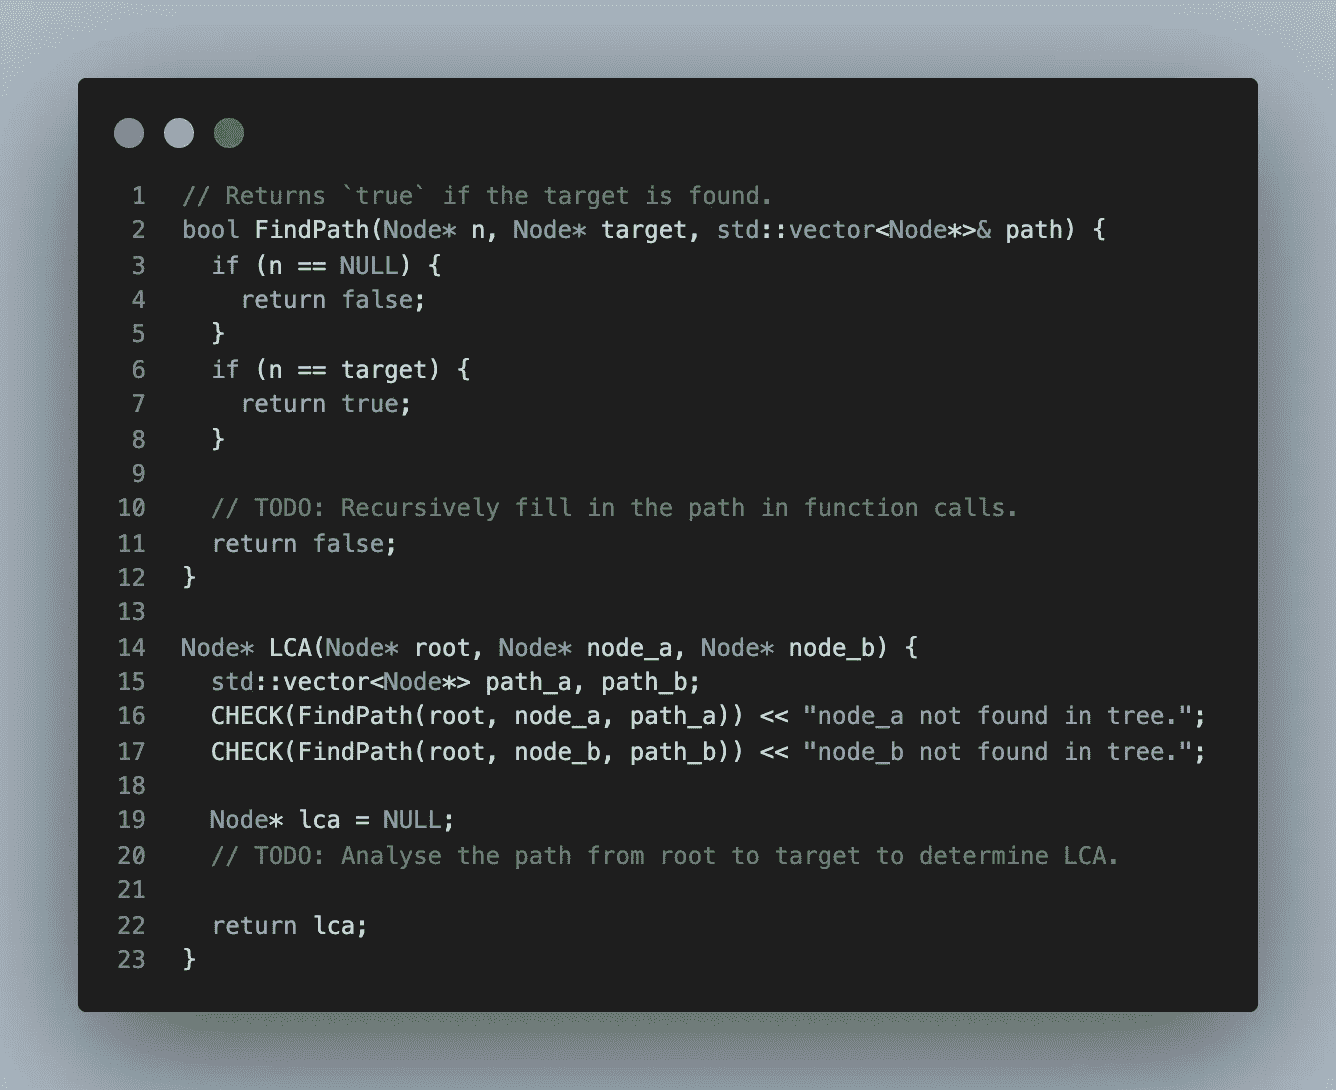 1 // Returns `true` if the target is found.
2 bool FindPath(Node* n, Node* target, std::vector<Node*>& path) {
3   if (n == NULL) {
4     return false;
5   }
6   if (n == target) {
7     return true;
8   }
9
10   // TODO: Recursively fill in the path in function calls.
11   return false;
12 }
13
14 Node* LCA(Node* root, Node* node_a, Node* node_b) {
15   std::vector<Node*> path_a, path_b;
16   CHECK(FindPath(root, node_a, path_a)) << "node_a not found in tree.";
17   CHECK(FindPath(root, node_b, path_b)) << "node_b not found in tree.";
18
19   Node* lca = NULL;
20   // TODO: Analyse the path from root to target to determine LCA.
21
22   return lca;
23 }